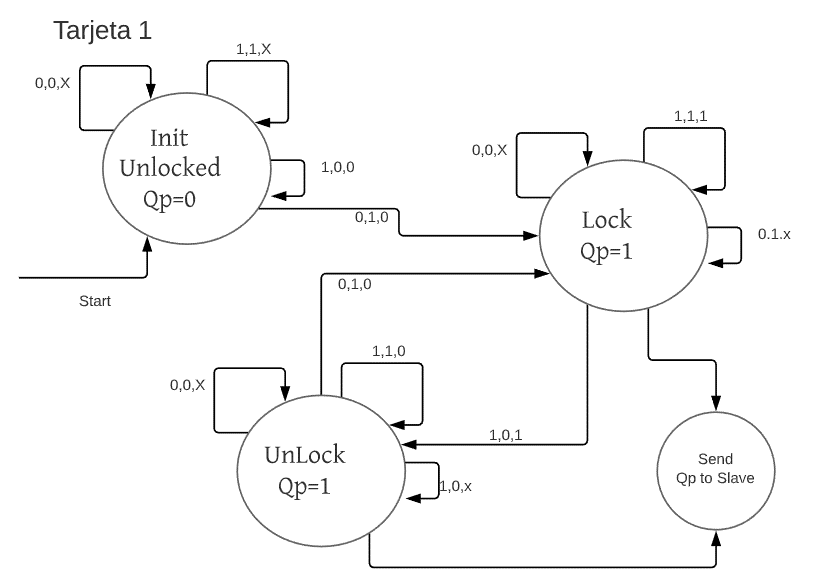 Tarjeta 1
1,1,X
0,0,X
Init
Unlocked
Qp=0
1,0,0
0,1,0
Start
1,1,1
0,0,X
Lock
Qp=1
0.1.x
0,1,0
1,1,0
0,0,X
UnLock
Qp=1
1,0,1
1,0,x
Send
Qp to Slave